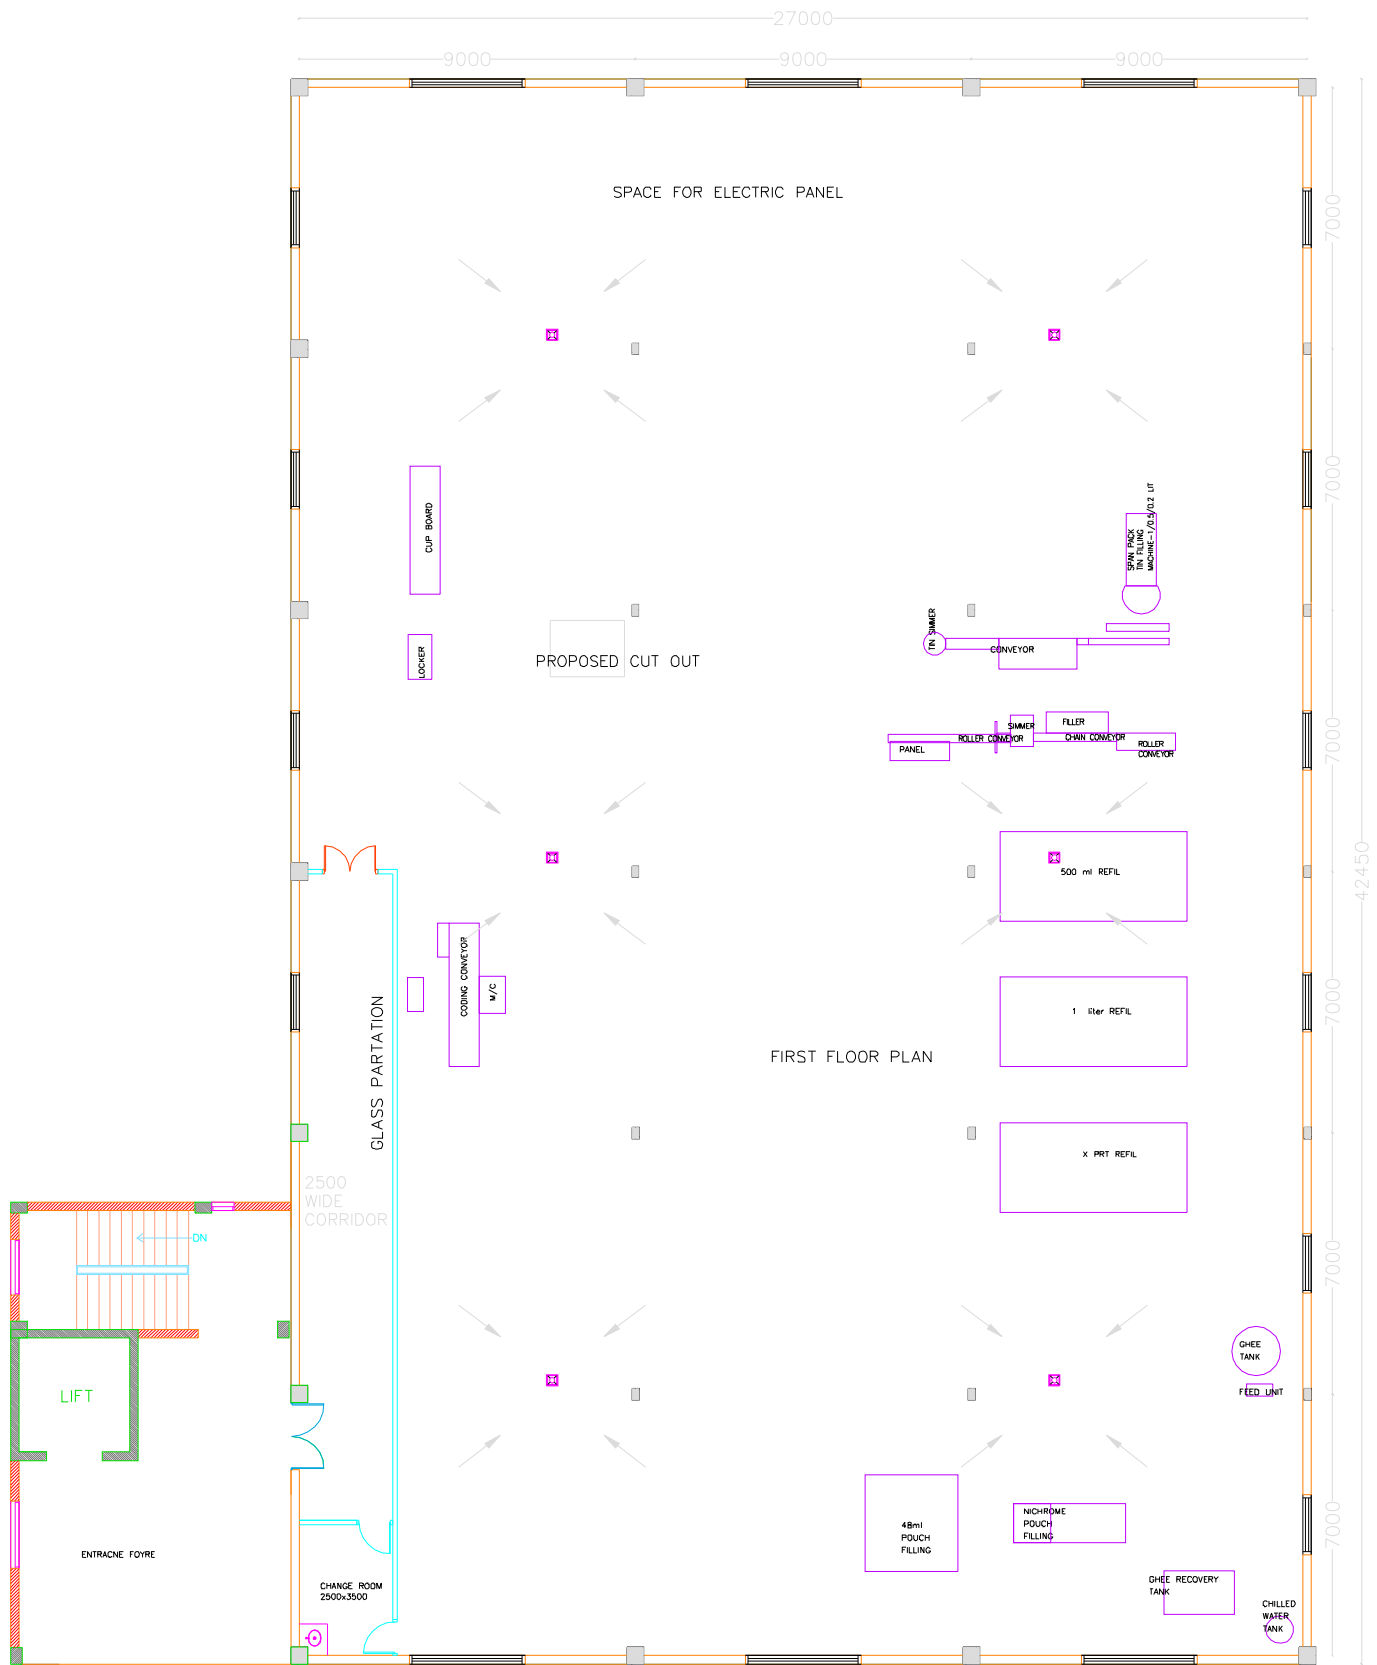 27000
9000
9000
9000
SPACE FOR ELECTRIC PANEL
7000
7000
CUP BOARD
SPAN PACK
TIN FILLING
MACHINE-1/0.5/0.2 LIT
TIN SIMMER
CONVEYOR
LOCKER
PROPOSED CUT OUT
SIMMER
FILLER
ROLLER CONVEYOR
CHAIN CONVEYOR
PANEL
ROLLER
CONVEYOR
7000
42450
500 ml REFIL
CODING CONVEYOR
M/C
7000
1 liter REFIL
GLASS PARTATION
FIRST FLOOR PLAN
X PRT REFIL
2500
WIDE
CORRIDOR
DN
7000
GHEE
TANK
FEED UNIT
LIFT
NICHROME
POUCH
FILLING
48ml
POUCH
FILLING
7000
ENTRACNE FOYRE
CHANGE ROOM
2500x3500
GHEE RECOVERY
TANK
CHILLED
WATER
TANK